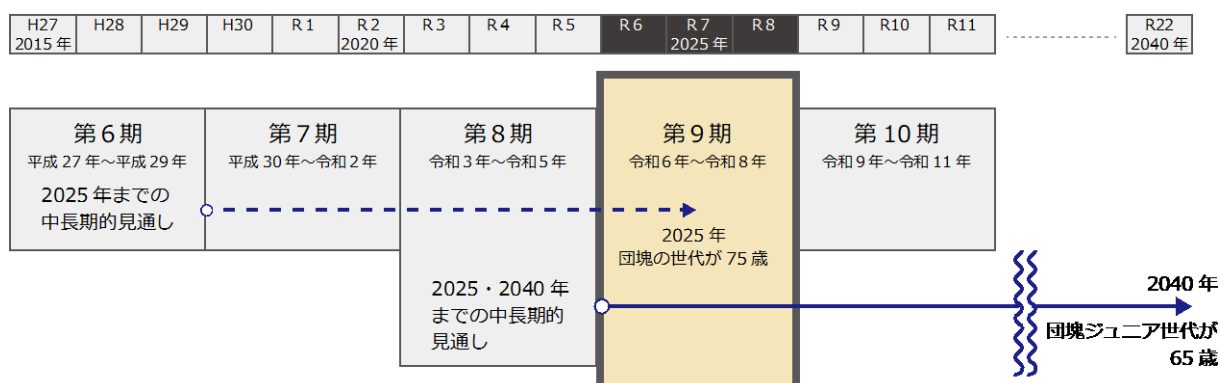 H27 H28 H29 H30 R1 R2 R3 R4 R5 R6 R7 R8 R9 R10 R11 R22
2015年 2020年 2025年 2040年
第6期
平成27年～平成29年
2025年までの
中長期的見通し
第7期
平成30年～令和2年
第8期
令和3年～令和5年
2025・2040年
までの中長期的
見通し
第9期
令和6年～令和8年
2025年
団塊の世代が75歳
第10期
令和9年～令和11年
2040年
団塊ジュニア世代が
65歳